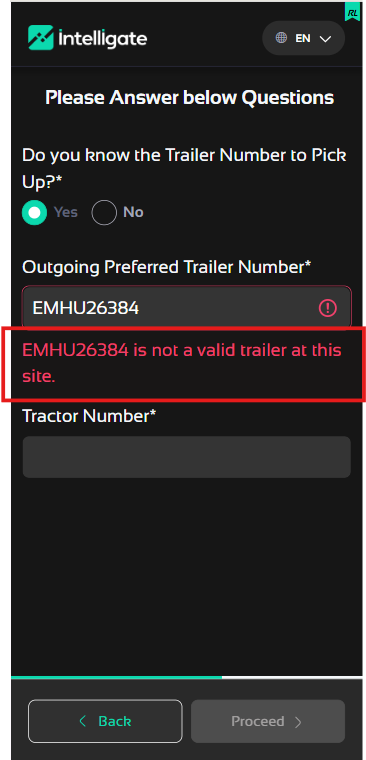 RL
intelligate
EN
Please Answer below Questions
Do you know the Trailer Number to Pick
Up?*
Yes No
Outgoing Preferred Trailer Number*
EMHU26384
EMHU26384 is not a valid trailer at this
site.
Tractor Number*
Back Proceed